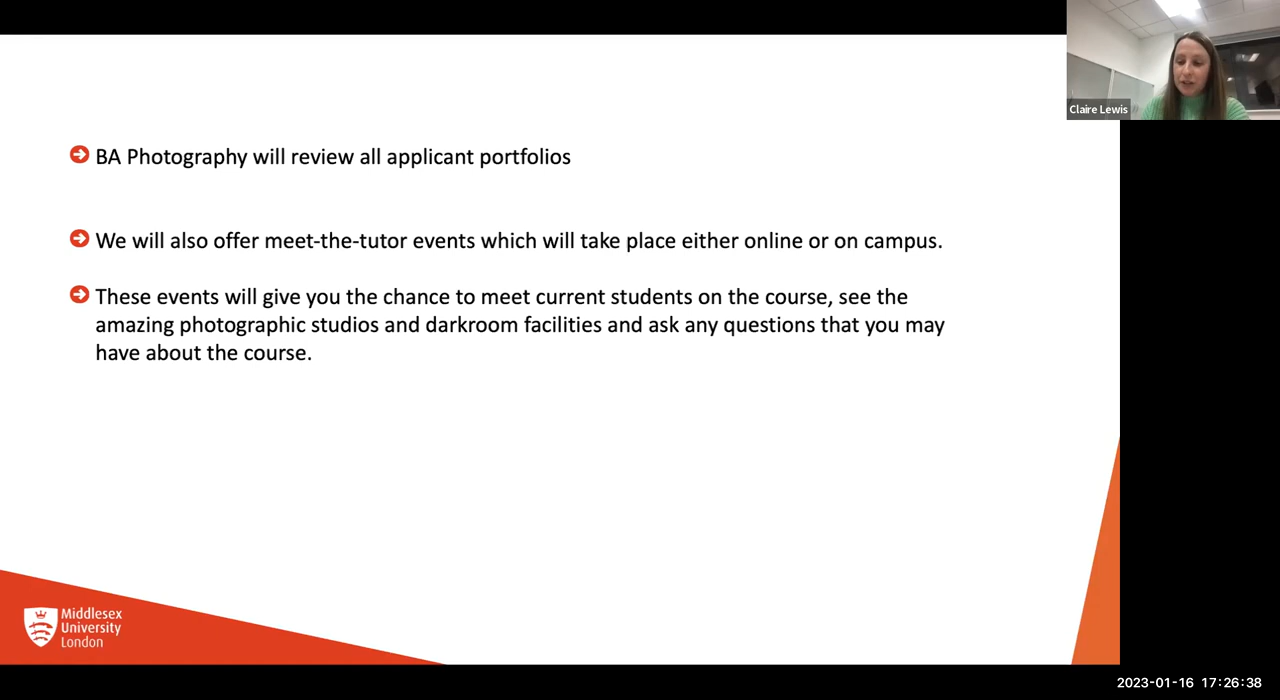 Claire Lewis
BA Photography will review all applicant portfolios
We will also offer meet-the-tutor events which will take place either online or on campus.
These events will give you the chance to meet current students on the course, see the
amazing photographic studios and darkroom facilities and ask any questions that you may
have about the course.
Middlesex
University
London
2023-01-16 17:26:38